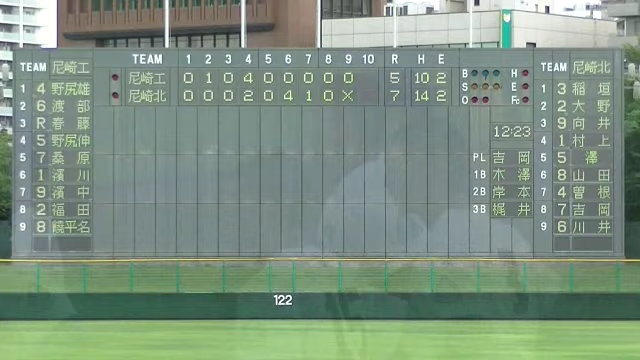 TEAM 1 2 3 4 5 6 7 8 9 10 R H E
尼崎工 0 1 0 4 0 0 0 0 0 5 10 2
尼崎北 0 0 0 2 0 4 1 0 X 7 14 2
TEAM 尼崎工
1 4 野尻雄
2 6 渡部
3 R 春藤
4 5 野尻伸
5 7 桑原
6 1 濱川
7 9 濱中
8 2 福田
9 8 饒平名
B H
S E
O Fc
12:23
PL 吉岡
1B 木澤
2B 岸本
3B 梶井
TEAM 尼崎北
1 3 稲垣
2 2 大野
3 9 向井
4 1 村上
5 5 澤
6 8 山田
7 4 曽根
8 7 吉岡
9 6 川井
122